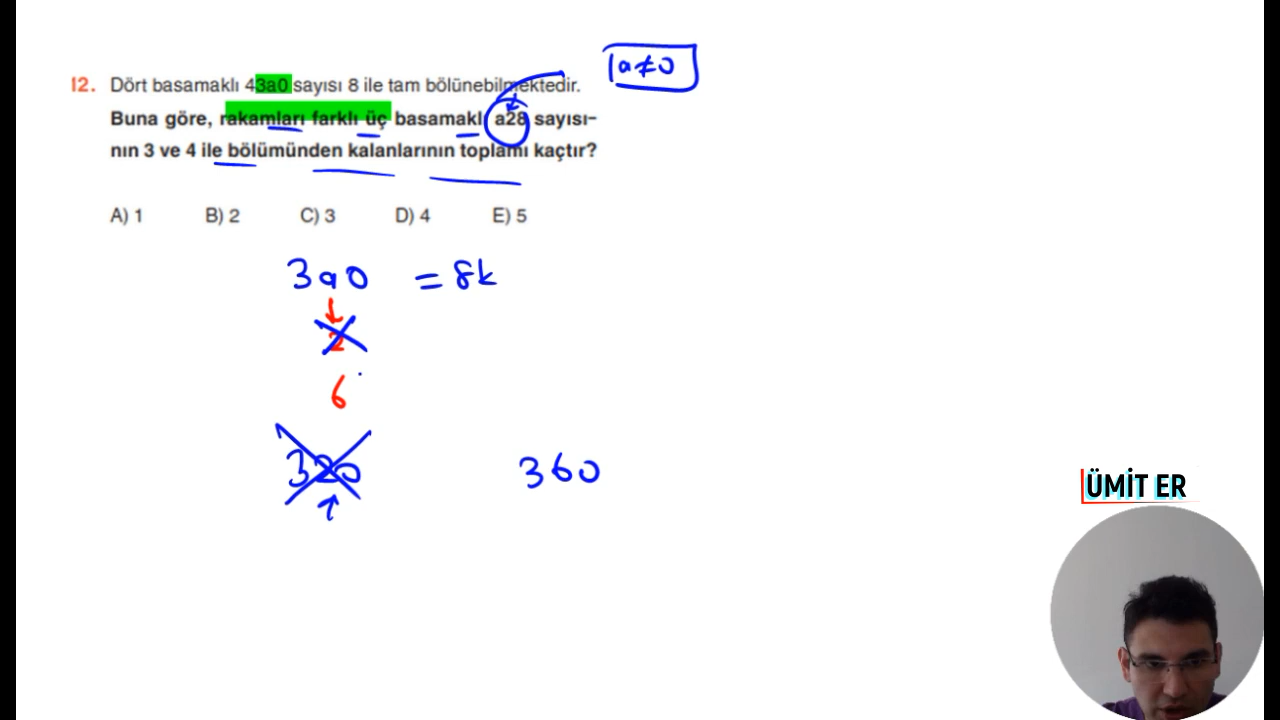 a≠0
12. Dört basamaklı 43a0 sayısı 8 ile tam bölünebilmektedir.
Buna göre, rakamları farklı üç basamaklı a28 sayısı-
nın 3 ve 4 ile bölümünden kalanlarının toplamı kaçtır?
A) 1 B) 2 C) 3 D) 4 E) 5
3a0 = 8k
2
6
320 360
ÜMİT ER